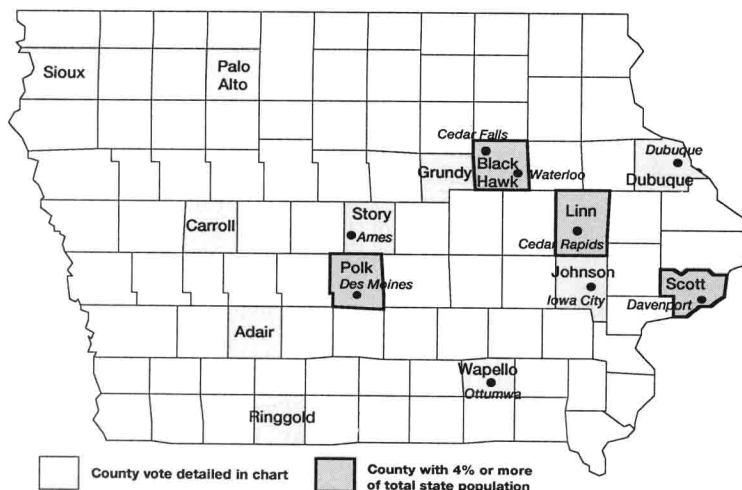 Sioux
Palo
Alto
Cedar Falls
Black
Hawk
Waterloo
Grundy
Dubuque
Dubuque
Carroll
Story
Ames
Linn
Cedar Rapids
Polk
Des Moines
Johnson
Iowa City
Scott
Davenport
Adair
Wapello
Ottumwa
Ringgold
County vote detailed in chart
County with 4% or more
of total state population